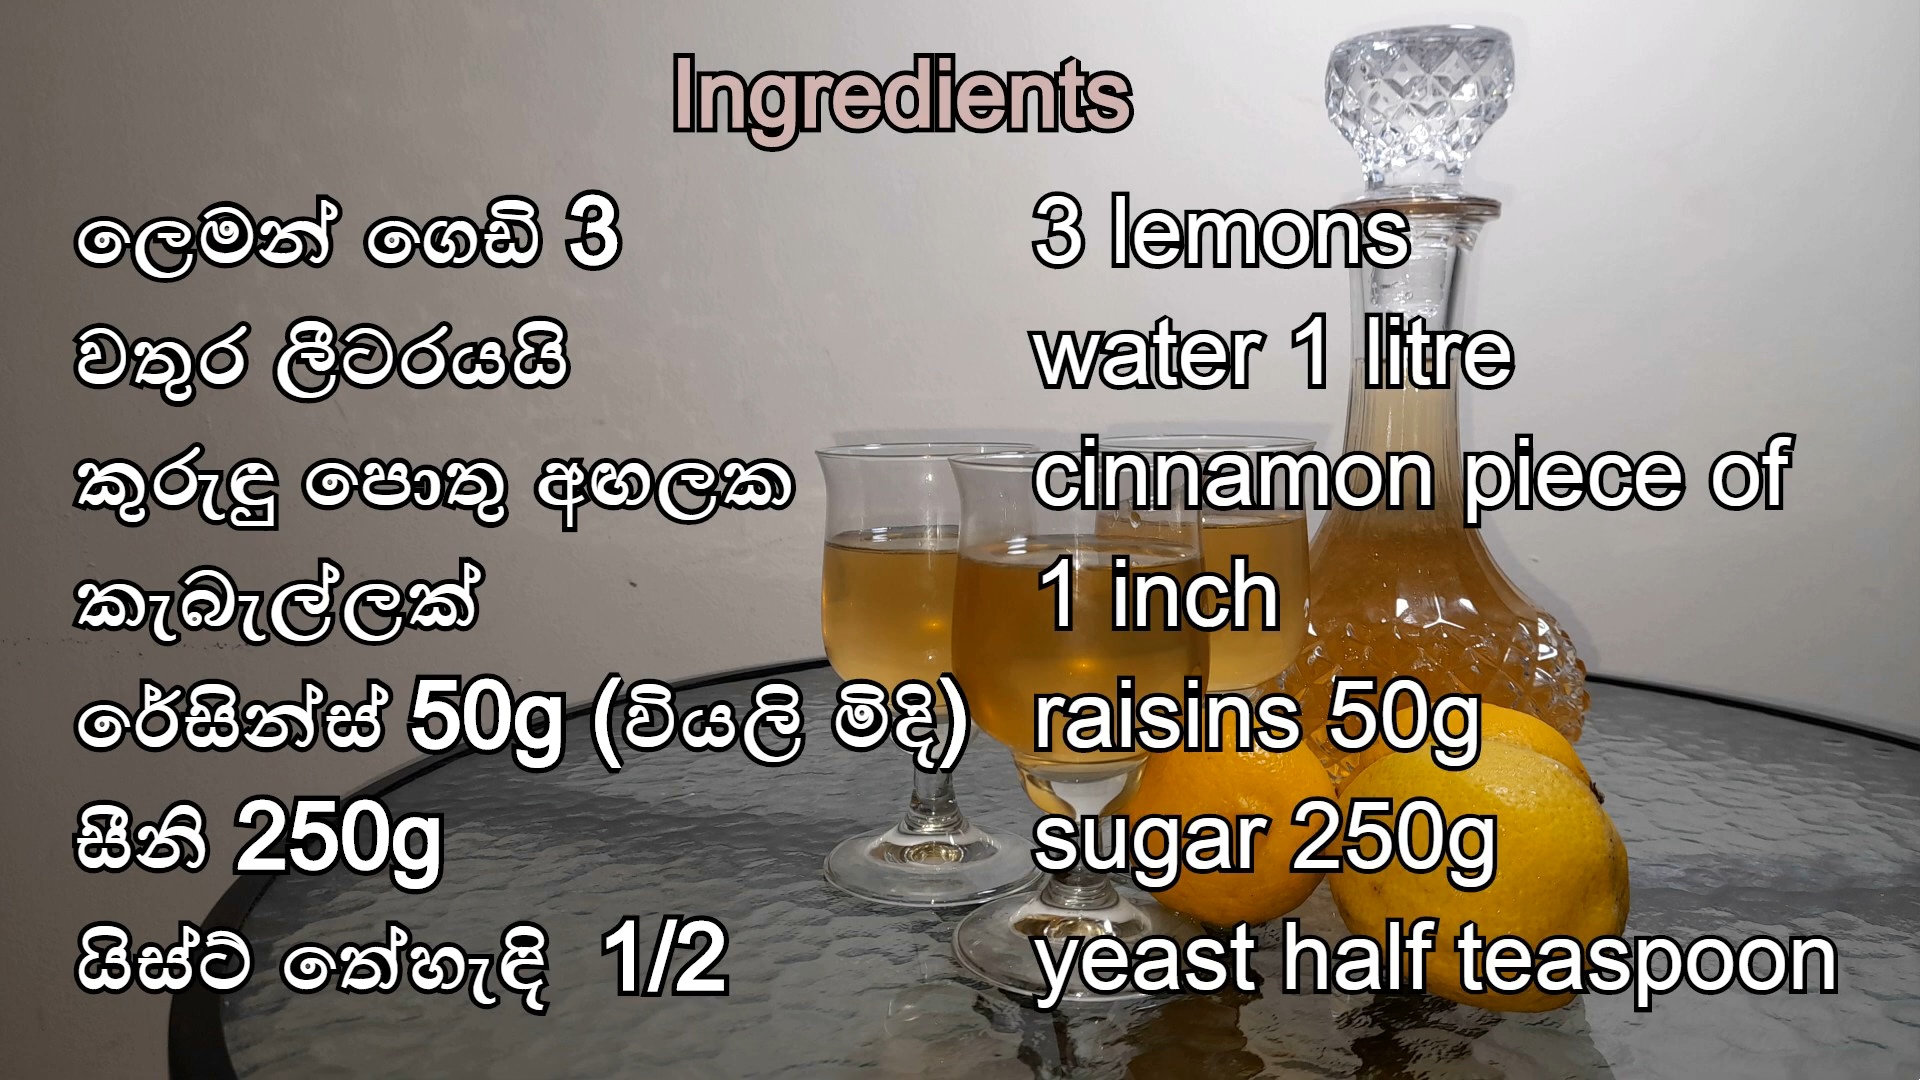 Ingredients
ලෙමන් ගෙඩි 3
වතුර ලීටරයයි
කුරුඳු පොතු අඟලක
කැබැල්ලක්
රේසින්ස් 50g (වියලි මිදි)
සීනි 250g
යිස්ට් තේහැඳි 1/2
3 lemons
water 1 litre
cinnamon piece of
1 inch
raisins 50g
sugar 250g
yeast half teaspoon